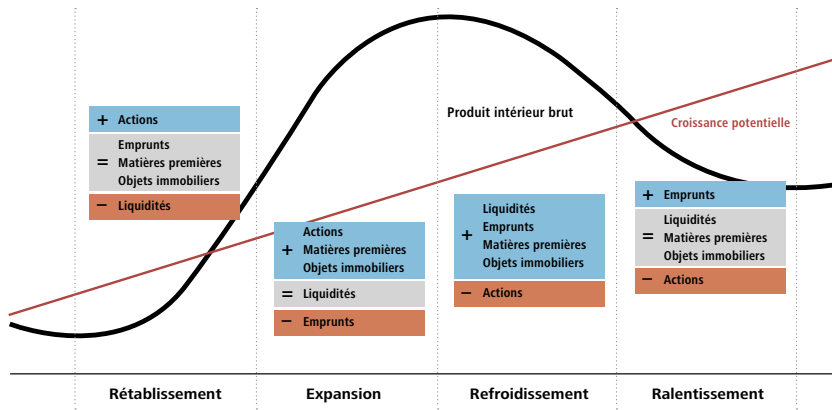 Produit intérieur brut
Croissance potentielle
+ Actions
Emprunts
= Matières premières
Objets immobiliers
− Liquidités
Actions
+ Matières premières
Objets immobiliers
= Liquidités
− Emprunts
Liquidités
Emprunts
+ Matières premières
Objets immobiliers
− Actions
+ Emprunts
Liquidités
= Matières premières
Objets immobiliers
− Actions
Rétablissement
Expansion
Refroidissement
Ralentissement